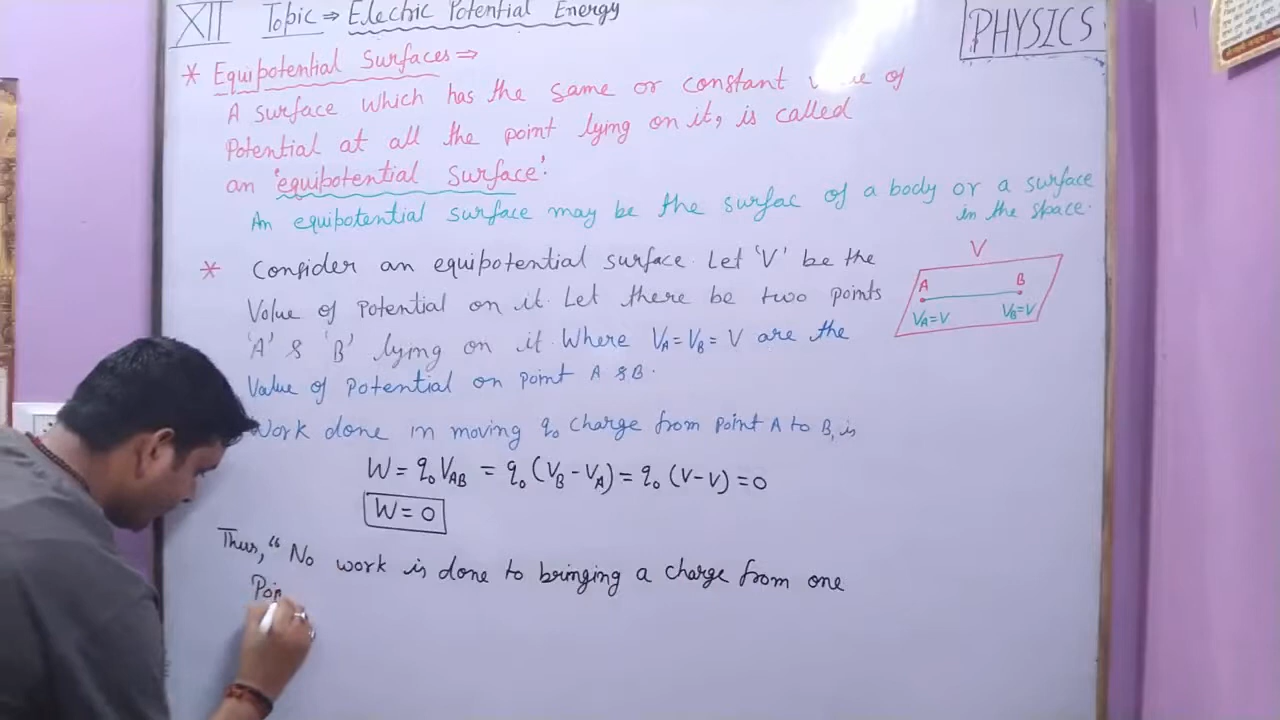 XII Topic ⇒ Electric Potential Energy
PHYSICS
* Equipotential Surfaces ⇒
A surface which has the same or constant of
Potential at all the point lying on it, is called
an 'equipotential surface'.
An equipotential surface may be the surfac of a body or a surface
in the space.
* Consider an equipotential surface. Let 'V' be the
Value of Potential on it. Let there be two points
'A' & 'B' lying on it. Where V_A = V_B = V are the
Value of Potential on point A & B.
V
A B
V_A = V V_B = V
Work done in moving q₀ charge from point A to B, is
W = q₀ V_AB = q₀ (V_B - V_A) = q₀ (V-V) = 0
W = 0
Thus, "No work is done to bringing a charge from one
Poi